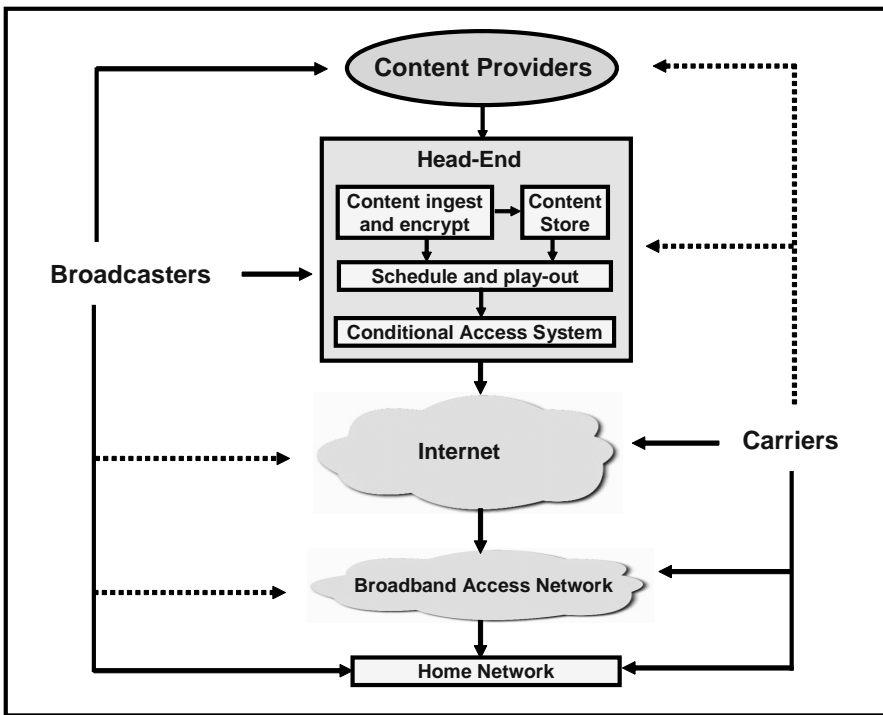 Content Providers
Head-End
Content ingest
and encrypt
Content
Store
Broadcasters
Schedule and play-out
Conditional Access System
Internet
Carriers
Broadband Access Network
Home Network